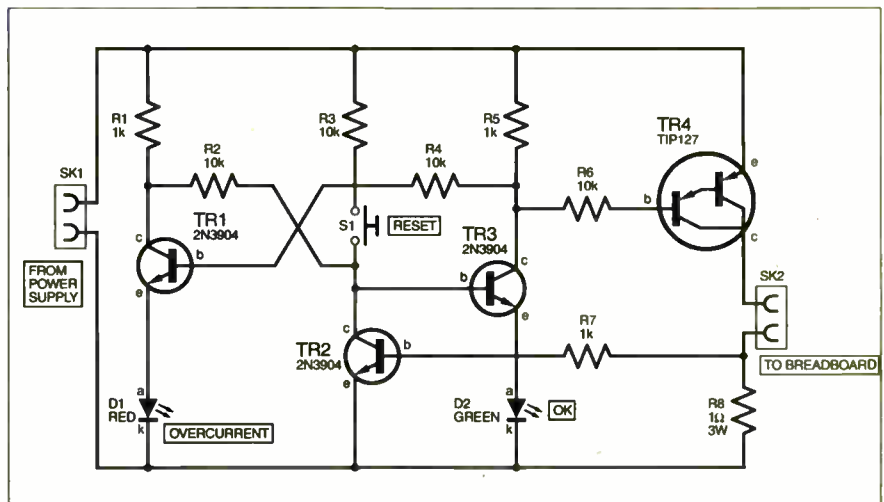 R1
1k
R3
10k
R5
1k
TR4
TIP127
R2
10k
R4
10k
R6
10k
e
b
c
SK1
TR1
2N3904
c
b
e
S1
RESET
TR3
2N3904
c
b
e
SK2
FROM
POWER
SUPPLY
TR2
2N3904
c
b
e
R7
1k
TO BREADBOARD
D1
RED
a
k
OVERCURRENT
D2
GREEN
a
k
OK
R8
1Ω
3W